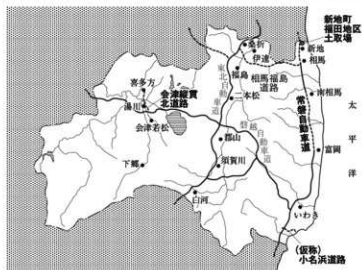 新地町
福田地区
土取場
桑折
伊達
新地
相馬
福島
相馬福島
道路
喜多方
会津縦貫
北道路
湯川
会津若松
東北自動車道
二本松
南相馬
常磐自動車道
太平洋
磐越自動車道
郡山
富岡
下郷
須賀川
白河
いわき
(仮称)
小名浜道路